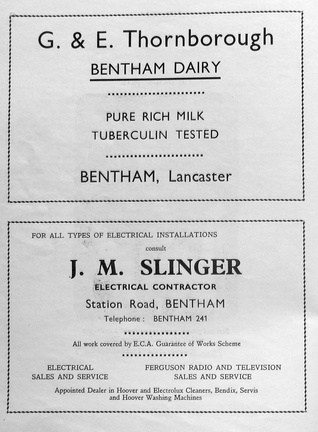 G. & E. Thornborough
BENTHAM DAIRY
PURE RICH MILK
TUBERCULIN TESTED
BENTHAM, Lancaster
FOR ALL TYPES OF ELECTRICAL INSTALLATIONS
consult
J. M. SLINGER
ELECTRICAL CONTRACTOR
Station Road, BENTHAM
Telephone : BENTHAM 241
All work covered by E.C.A. Guarantee of Works Scheme
ELECTRICAL
SALES AND SERVICE
FERGUSON RADIO AND TELEVISION
SALES AND SERVICE
Appointed Dealer in Hoover and Electrolux Cleaners, Bendix, Servis
and Hoover Washing Machines